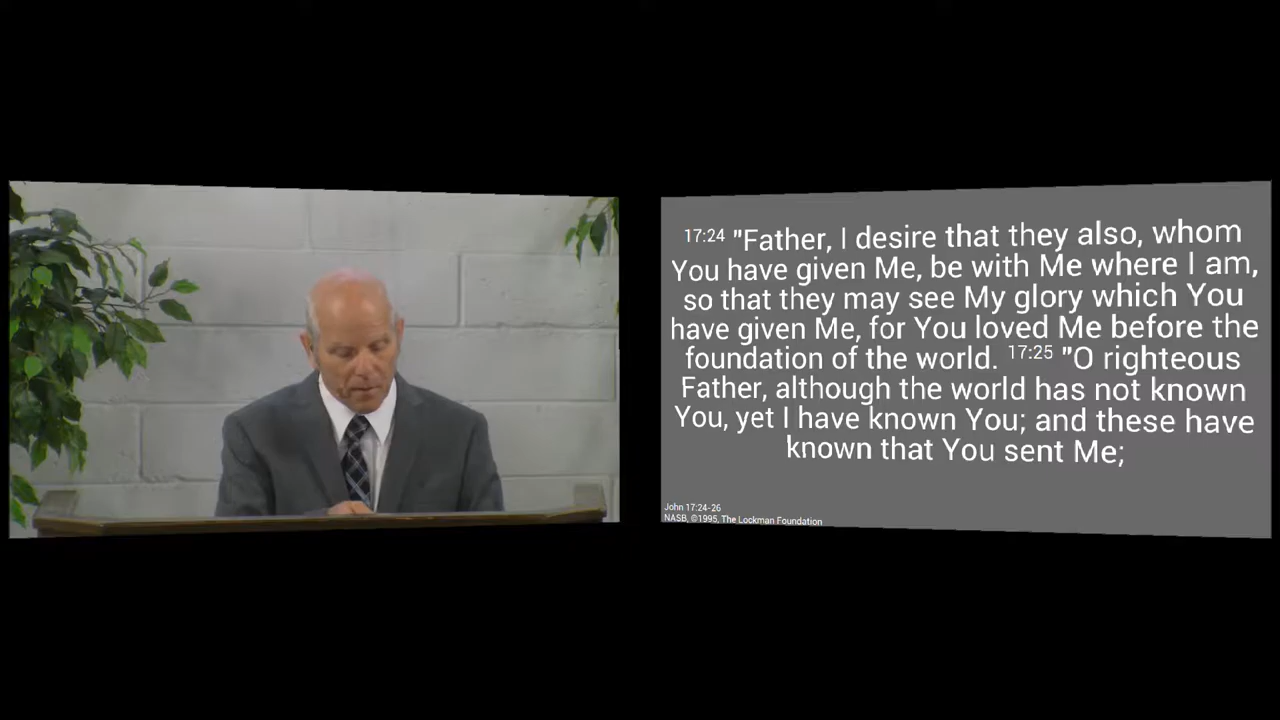 17:24 "Father, I desire that they also, whom
You have given Me, be with Me where I am,
so that they may see My glory which You
have given Me, for You loved Me before the
foundation of the world. 17:25 "O righteous
Father, although the world has not known
You, yet I have known You; and these have
known that You sent Me;
John 17:24-26
NASB, ©1995, The Lockman Foundation